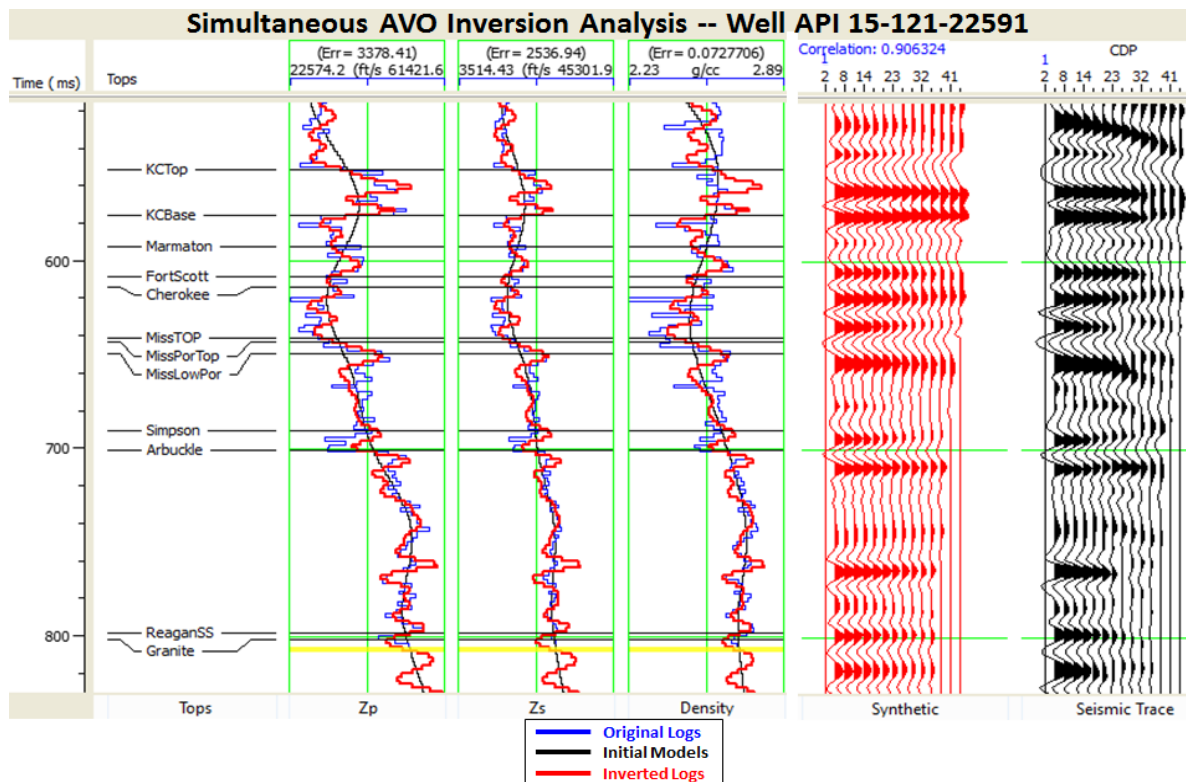 Simultaneous AVO Inversion Analysis -- Well API 15-121-22591
Time (ms)
Tops
(Err= 3378.41)
22574.2 (ft/s 61421.6
(Err= 2536.94)
3514.43 (ft/s 45301.9
(Err= 0.0727706)
2.23 g/cc 2.89
Correlation: 0.906324
1
2 8 14 23 32 41
CDP
1
2 8 14 23 32 41
KCTop
KCBase
Marmaton
600
FortScott
Cherokee
MissTOP
MissPorTop
MissLowPor
Simpson
700
Arbuckle
800
ReaganSS
Granite
Tops Zp Zs Density Synthetic Seismic Trace
Original Logs
Initial Models
Inverted Logs